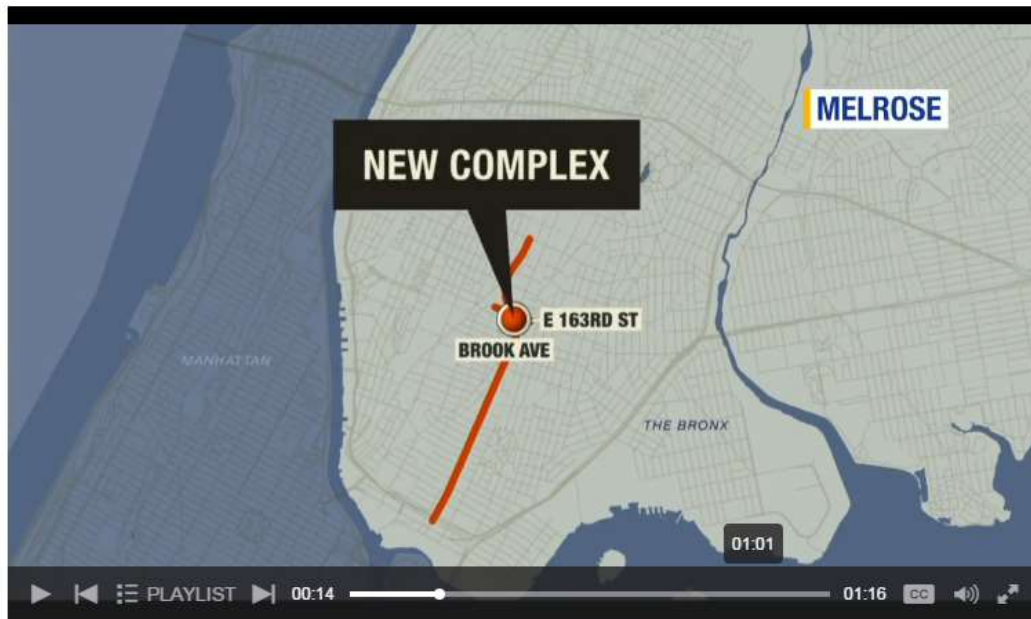 MELROSE
NEW COMPLEX
E 163RD ST
BROOK AVE
MANHATTAN
THE BRONX
01:01
PLAYLIST 00:14 01:16 CC